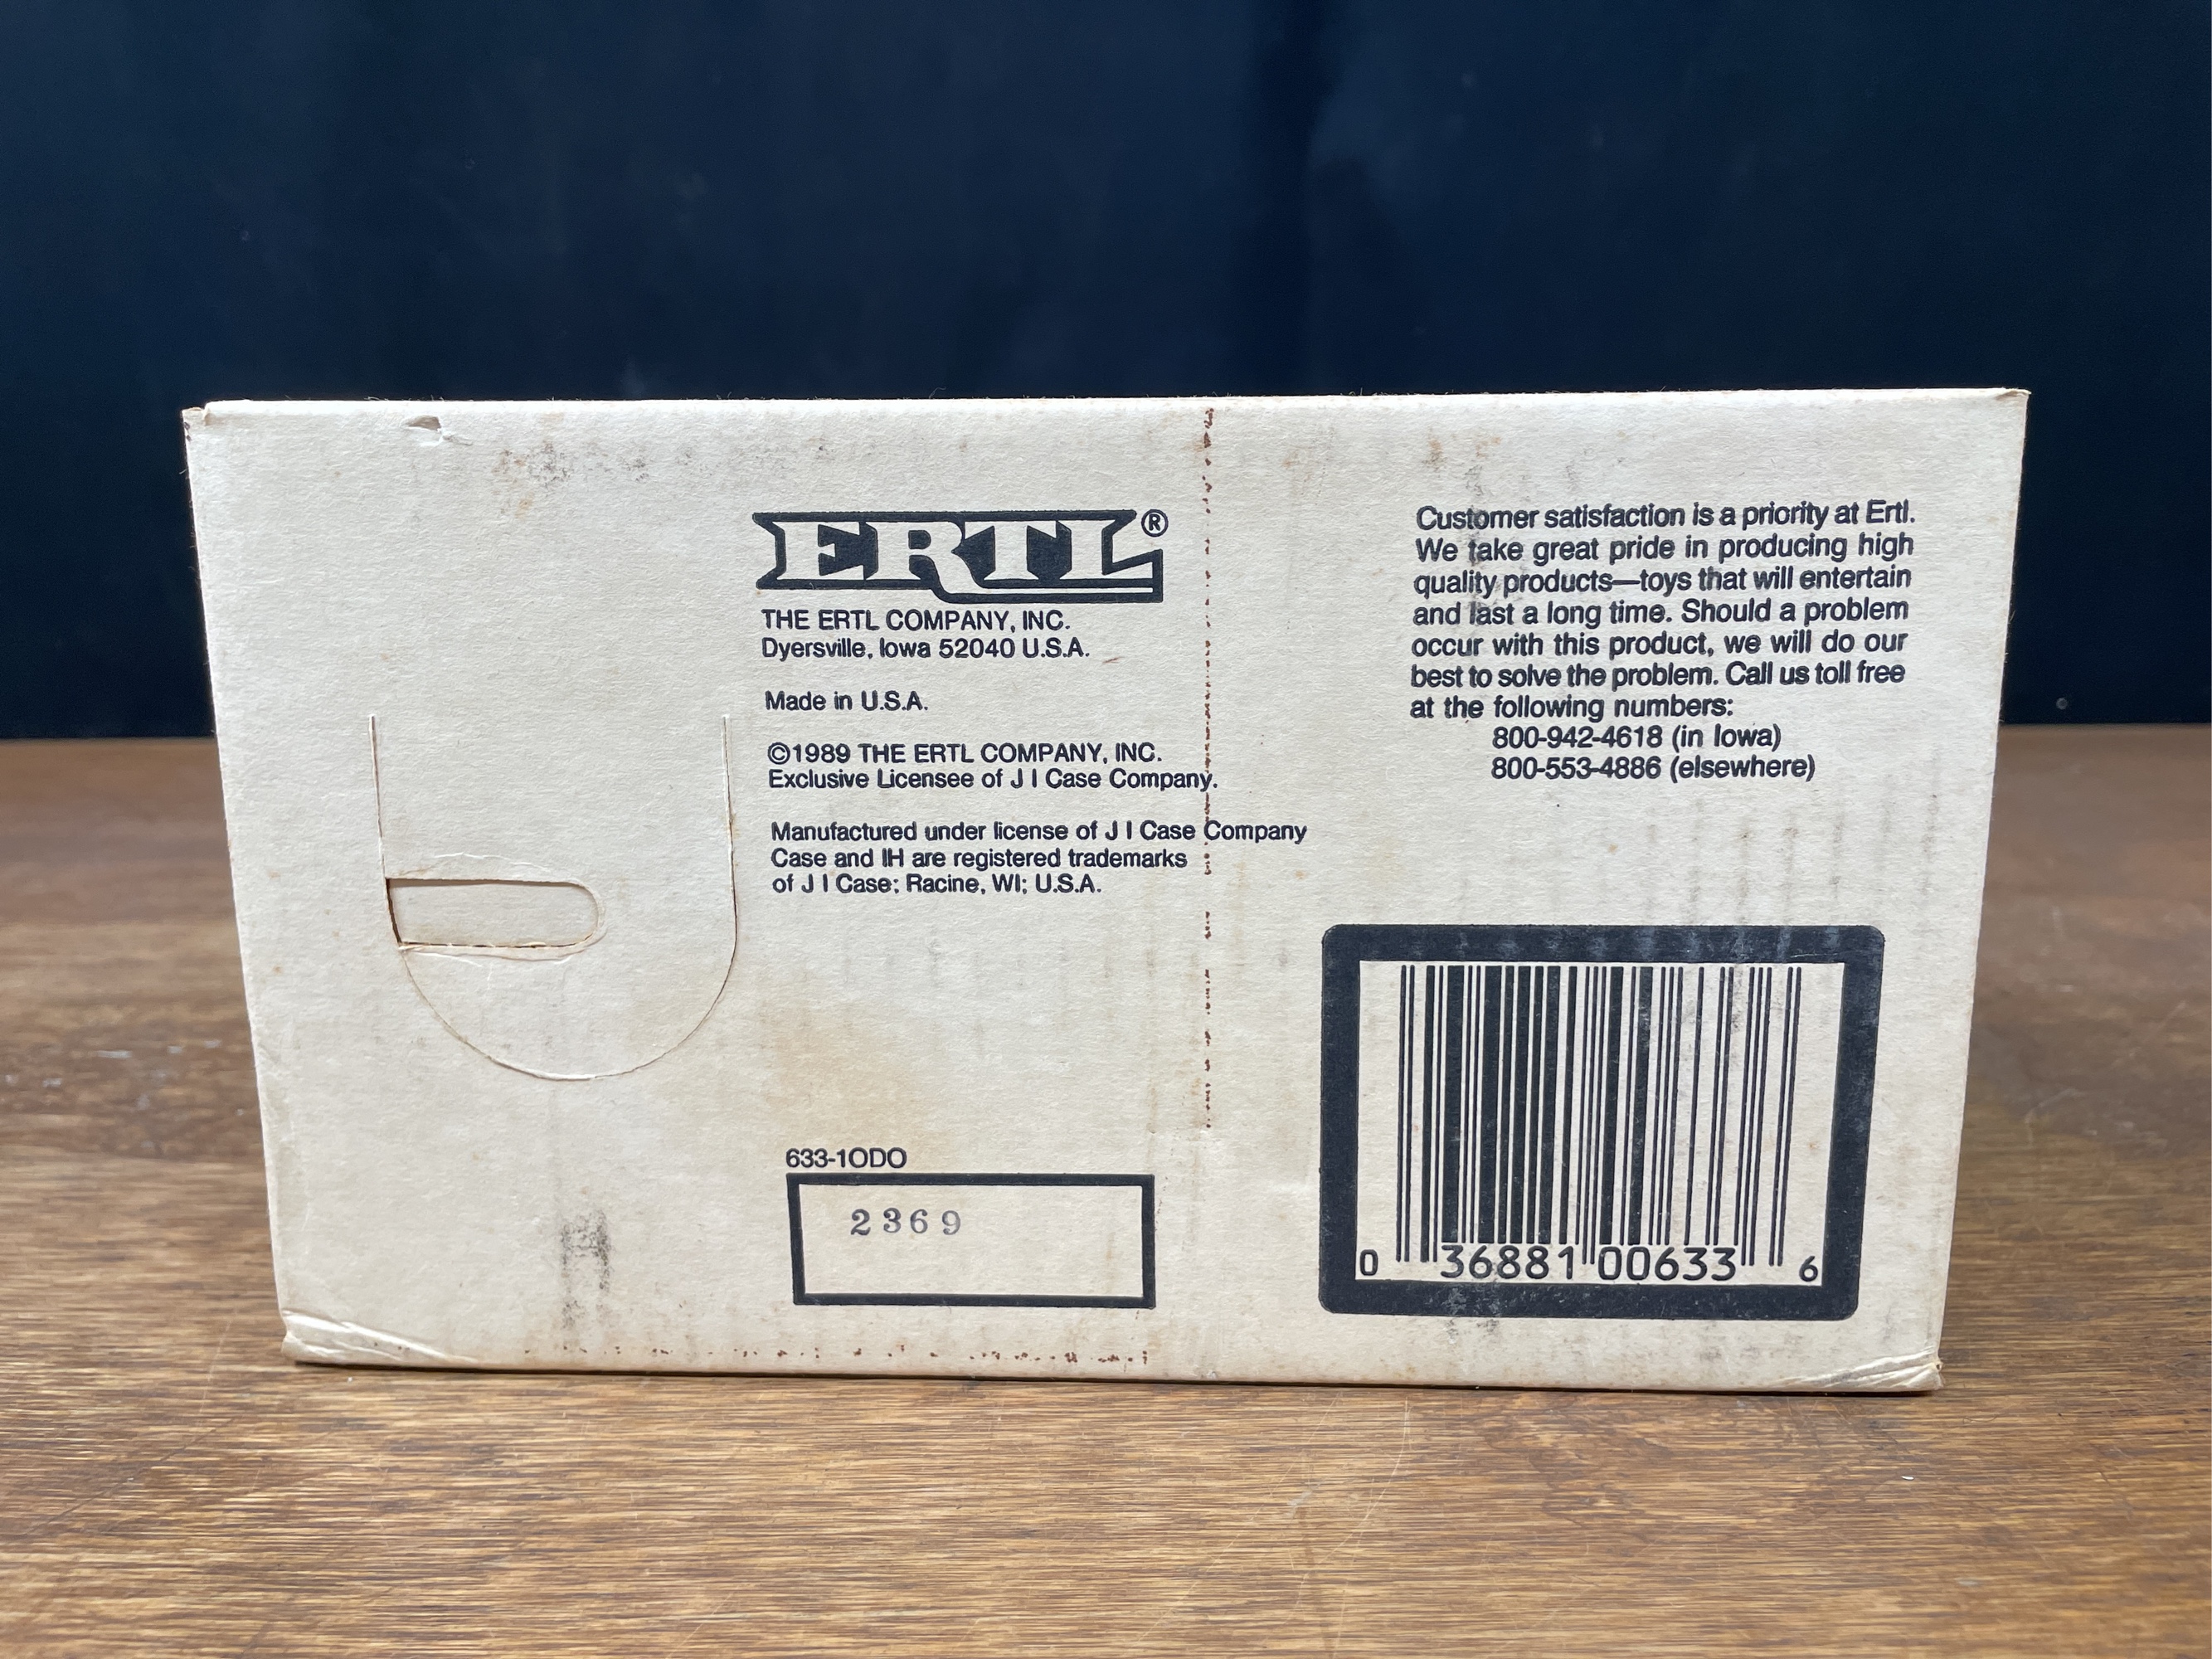 ERTL®
THE ERTL COMPANY, INC.
Dyersville, Iowa 52040 U.S.A.
Made in U.S.A.
©1989 THE ERTL COMPANY, INC.
Exclusive Licensee of J I Case Company.
Manufactured under license of J I Case Company
Case and IH are registered trademarks
of J I Case; Racine, WI; U.S.A.
633-1ODO
2369
Customer satisfaction is a priority at Ertl.
We take great pride in producing high
quality products—toys that will entertain
and last a long time. Should a problem
occur with this product, we will do our
best to solve the problem. Call us toll free
at the following numbers:
800-942-4618 (in Iowa)
800-553-4886 (elsewhere)
0 36881 00633 6